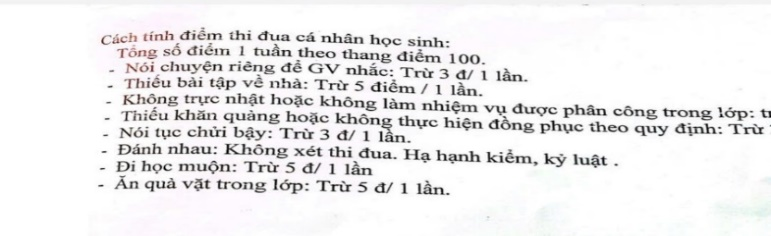 Cách tính điểm thi đua cá nhân học sinh:
Tổng số điểm 1 tuần theo thang điểm 100.
- Nói chuyện riêng để GV nhắc: Trừ 3 đ/ 1 lần.
- Thiếu bài tập về nhà: Trừ 5 điểm / 1 lần.
- Không trực nhật hoặc không làm nhiệm vụ được phân công trong lớp:
- Thiếu khăn quàng hoặc không thực hiện đồng phục theo quy định: Trừ
- Nói tục chửi bậy: Trừ 3 đ/ 1 lần.
- Đánh nhau: Không xét thi đua. Hạ hạnh kiểm, kỷ luật .
- Đi học muộn: Trừ 5 đ/ 1 lần
- Ăn quà vặt trong lớp: Trừ 5 đ/ 1 lần.